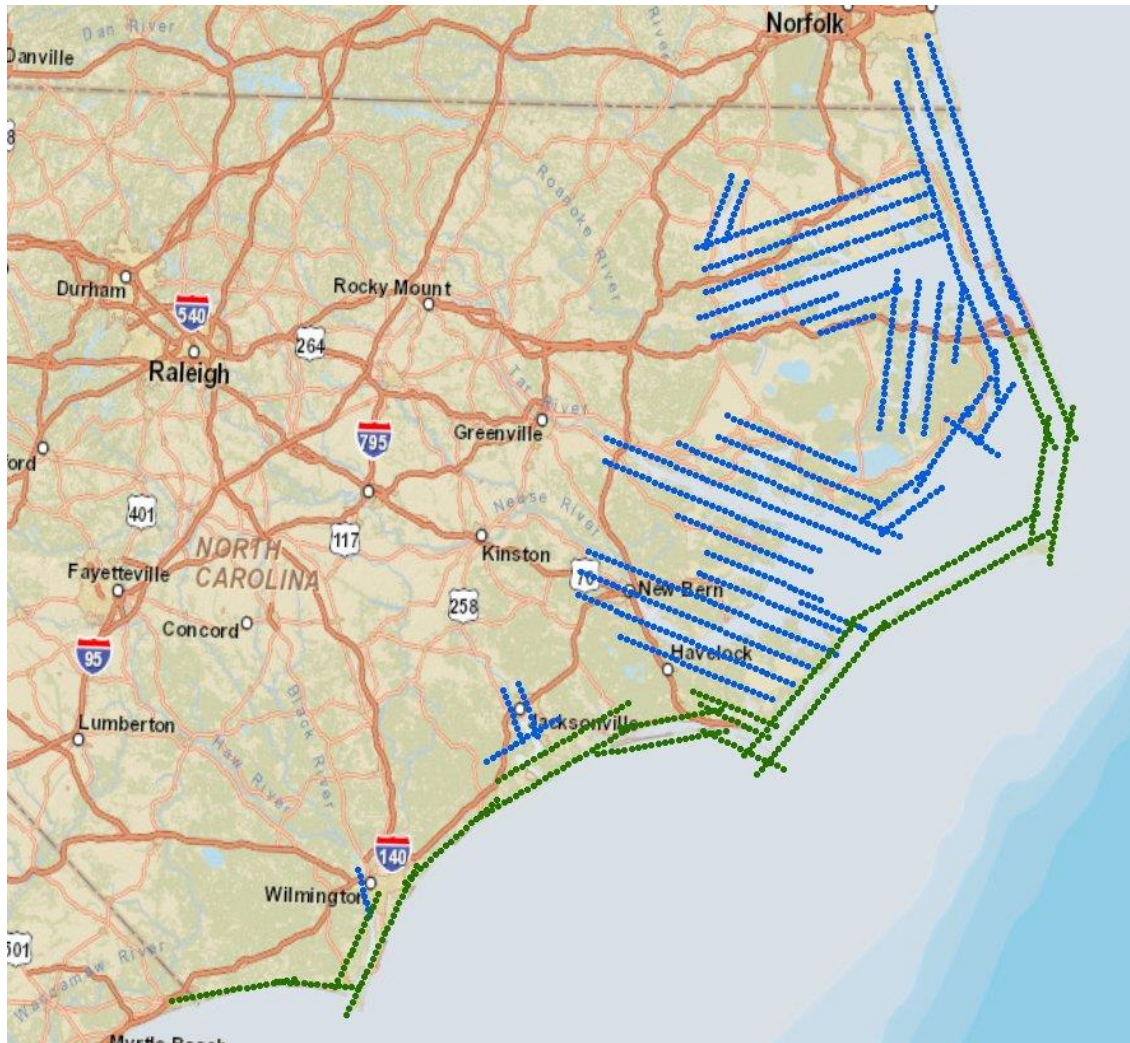 Norfolk
Dan River
Danville
River
8
Roanoke River
Durham
540
Rocky Mount
264
Raleigh
Tar River
795
Greenville
ford
401
Neuse River
117
Kinston
NORTH
CAROLINA
70
New Bern
Fayetteville
258
Concord
95
Havelock
Black River
Lumberton
Jacksonville
Haw River
140
Wilmington
501
Waccamaw River
Myrtle Beach